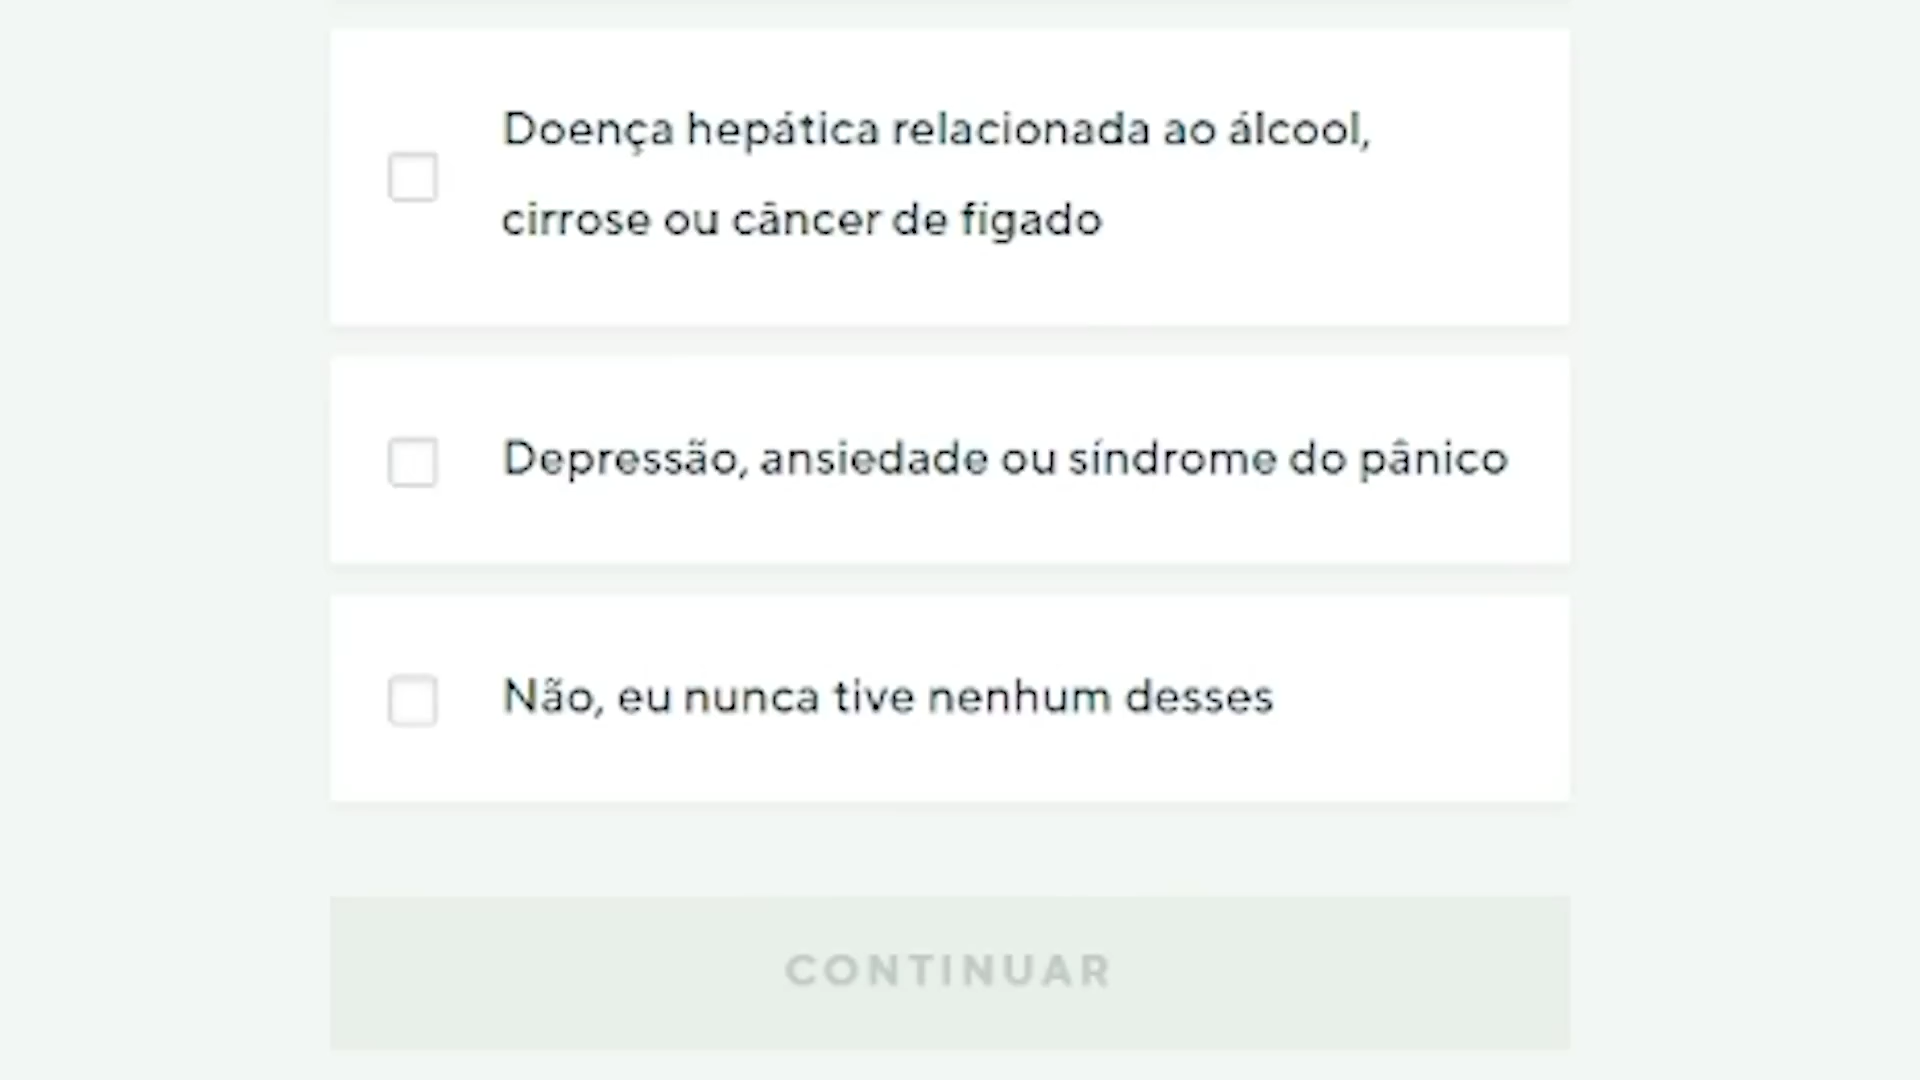 Doença hepática relacionada ao álcool,
cirrose ou câncer de fígado
Depressão, ansiedade ou síndrome do pânico
Não, eu nunca tive nenhum desses
CONTINUAR